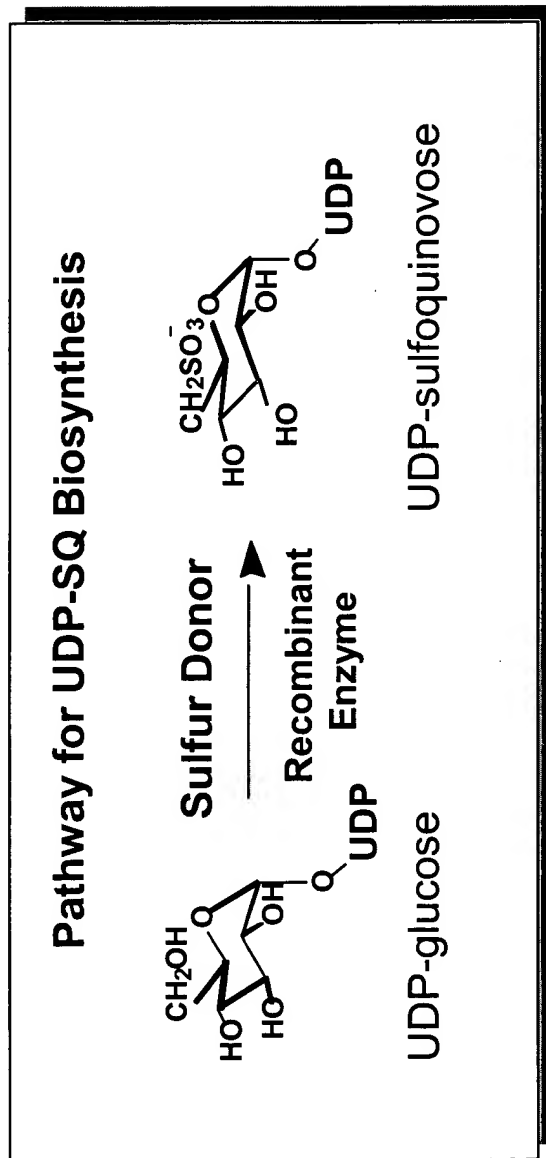 Pathway for UDP-SQ Biosynthesis
CH2OH
O
HO
HO
OH
O
UDP
UDP-glucose
Sulfur Donor
Recombinant
Enzyme
CH2SO3−
O
HO
HO
OH
O
UDP
UDP-sulfoquinovose